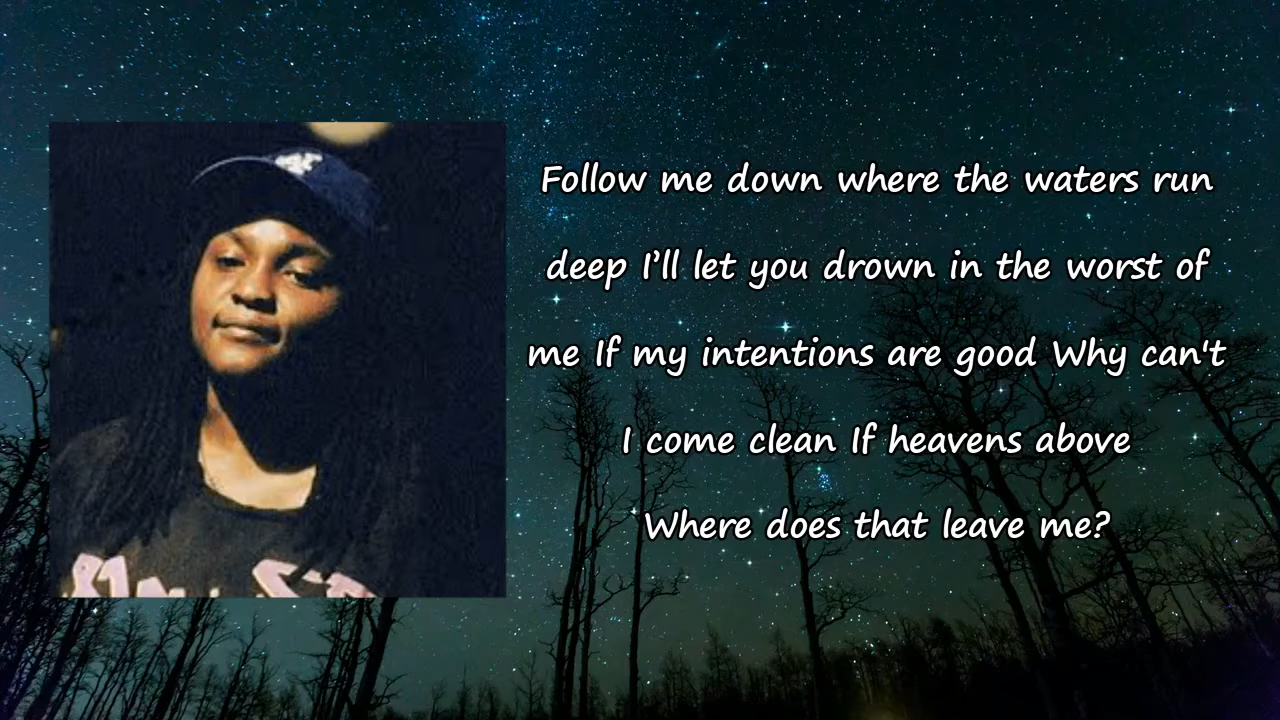 Follow me down where the waters run
deep I’ll let you drown in the worst of
me If my intentions are good Why can't
I come clean If heavens above
Where does that leave me?